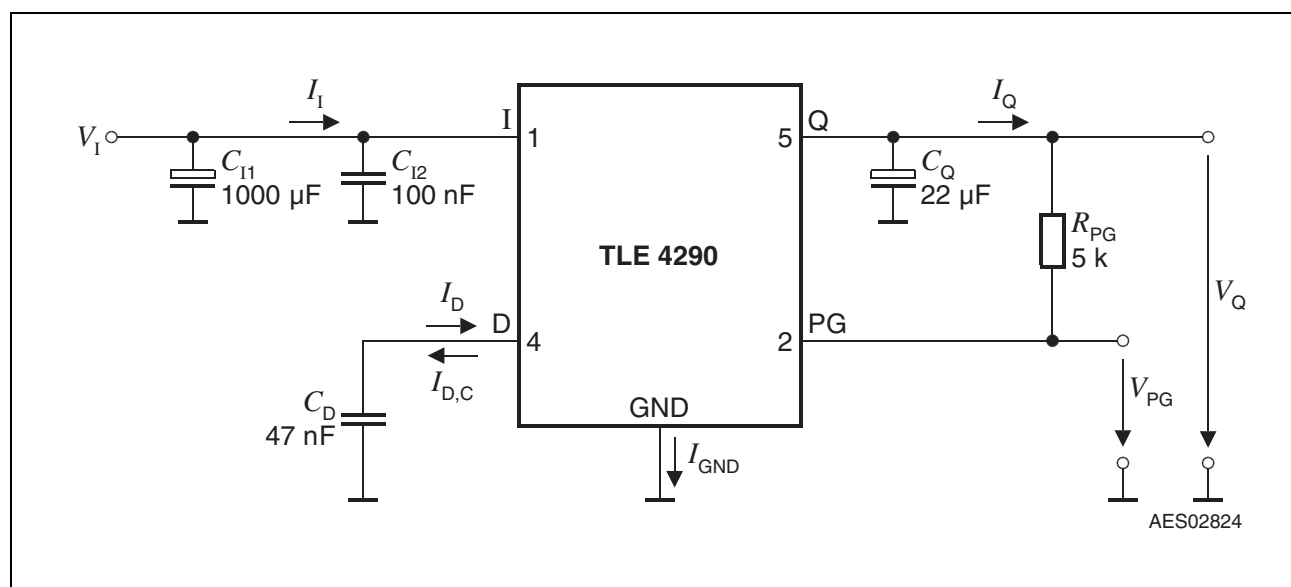 I_I
I_Q
V_I
I
Q
1
5
C_I1
1000 µF
C_I2
100 nF
C_Q
22 µF
R_PG
5 k
TLE 4290
V_Q
I_D
D
4
PG
2
I_D,C
V_PG
C_D
47 nF
GND
I_GND
AES02824